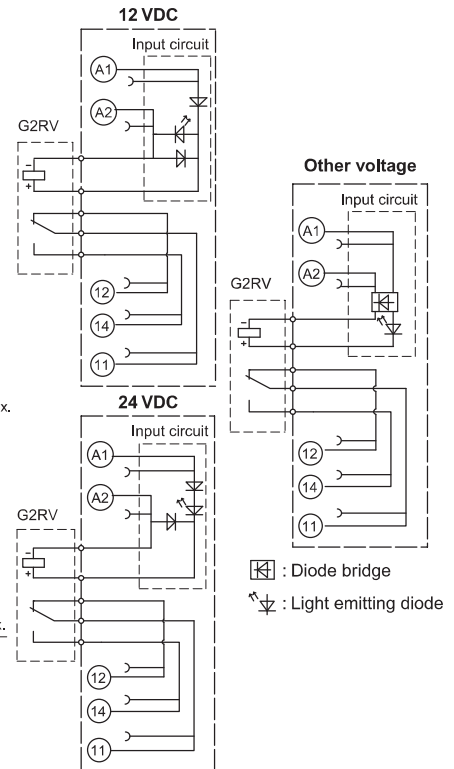 12 VDC
Input circuit
A1
A2
G2RV
−
+
12
14
11
x.
24 VDC
Input circuit
A1
A2
G2RV
−
+
x.
12
14
11
Other voltage
Input circuit
A1
A2
G2RV
−
+
12
14
11
: Diode bridge
: Light emitting diode